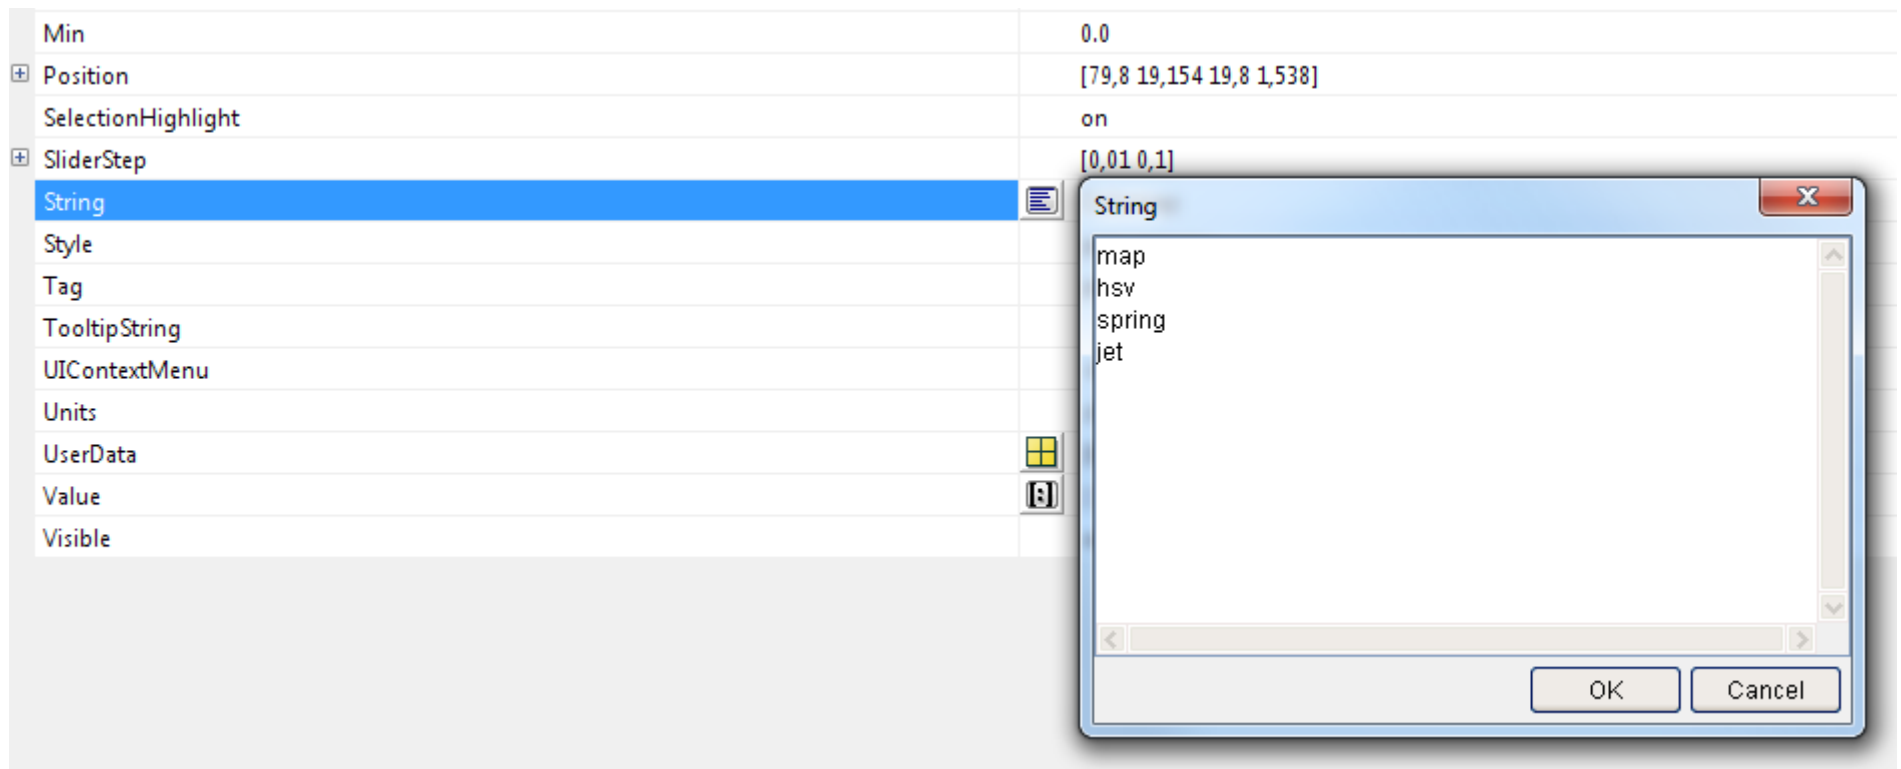 Min 0.0
Position [79,8 19,154 19,8 1,538]
SelectionHighlight on
SliderStep [0,01 0,1]
String
Style
Tag
TooltipString
UIContextMenu
Units
UserData
Value
Visible
String
map
hsv
spring
jet
OK Cancel